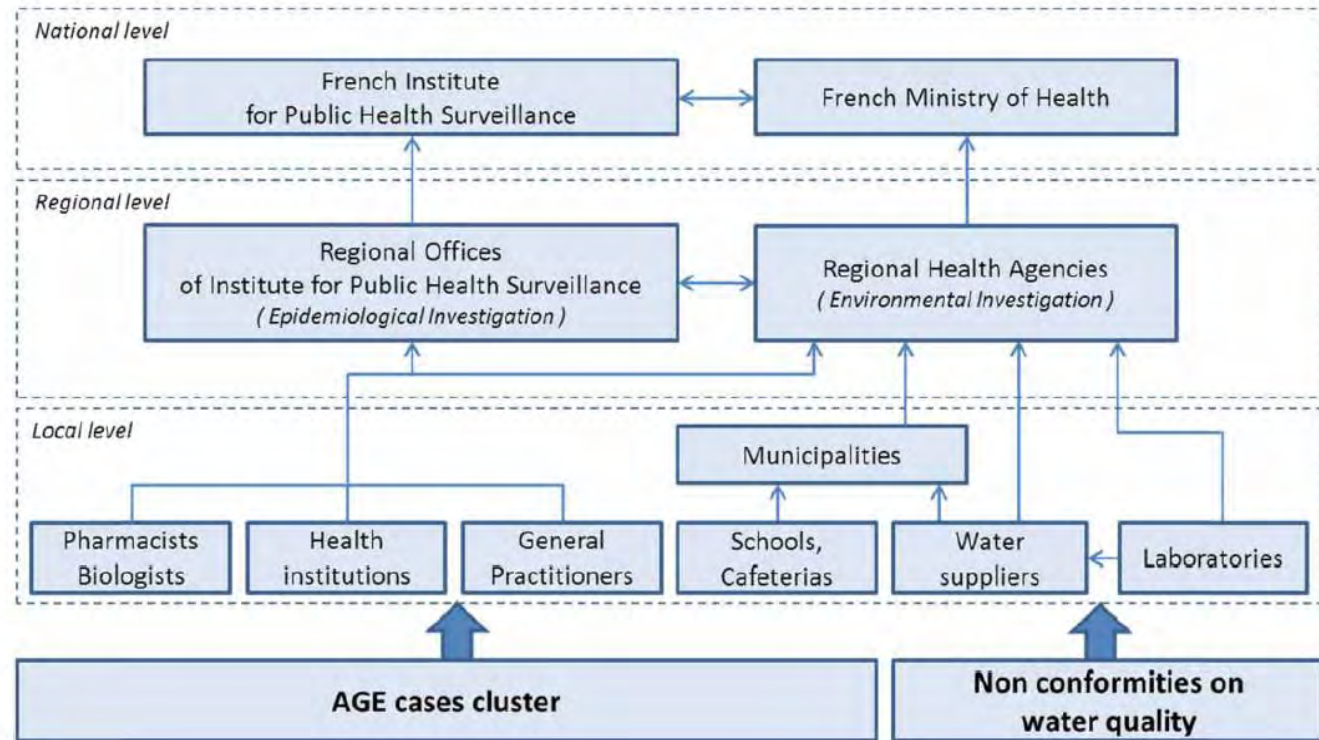 National level
French Institute
for Public Health Surveillance
French Ministry of Health
Regional level
Regional Offices
of Institute for Public Health Surveillance
( Epidemiological Investigation )
Regional Health Agencies
( Environmental Investigation )
Local level
Municipalities
Pharmacists
Biologists
Health
institutions
General
Practitioners
Schools,
Cafeterias
Water
suppliers
Laboratories
AGE cases cluster
Non conformities on
water quality